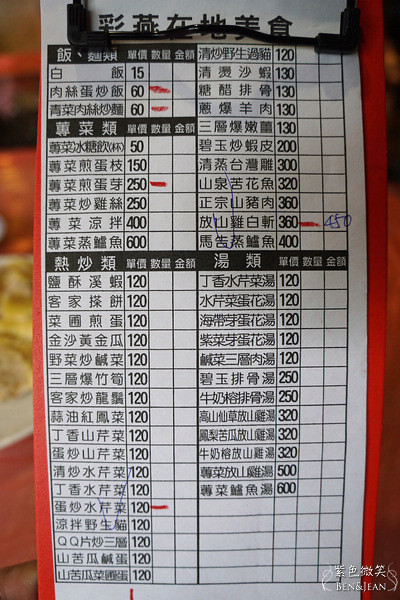 彩燕在地美食
飯、麵類 單價 數量 金額
白飯 15
肉絲蛋炒飯 60
青菜肉絲炒麵 60
蓴菜類 單價 數量 金額
蓴菜冰糖飲(杯) 50
蓴菜煎蛋枝 150
蓴菜煎蛋芽 250
蓴菜炒雞絲 250
蓴菜涼拌 400
蓴菜蒸鱸魚 600
熱炒類 單價 數量 金額
鹽酥溪蝦 120
客家搽餅 120
菜圃煎蛋 120
金沙黃金瓜 120
野菜炒鹹菜 120
三層爆竹筍 120
客家炒龍鬚 120
蒜油紅鳳菜 120
丁香山芹菜 120
蛋炒山芹菜 120
清炒水芹菜 120
丁香水芹菜 120
蛋炒水芹菜 120
涼拌野生貓 120
QQ片炒三層 120
山苦瓜鹹蛋 120
山苦瓜菜圃蛋 120
清炒野生過貓 120
清燙沙蝦 130
糖醋排骨 130
蔥爆羊肉 130
三層爆嫩薑 130
碧玉炒蝦皮 200
清蒸台灣鯛 300
山泉苦花魚 320
正宗山豬肉 360
放山雞白斬 360 450
馬告蒸鱸魚 400
湯類 單價 數量 金額
丁香水芹菜湯 120
水芹菜蛋花湯 120
海帶芽蛋花湯 120
紫菜芽蛋花湯 120
鹹菜三層肉湯 120
碧玉排骨湯 250
牛奶榕排骨湯 250
高山仙草放山雞湯 320
鳳梨苦瓜放山雞湯 320
牛奶榕放山雞湯 320
蓴菜放山雞湯 500
蓴菜鱸魚湯 600
紫色微笑
BEN&JEAN